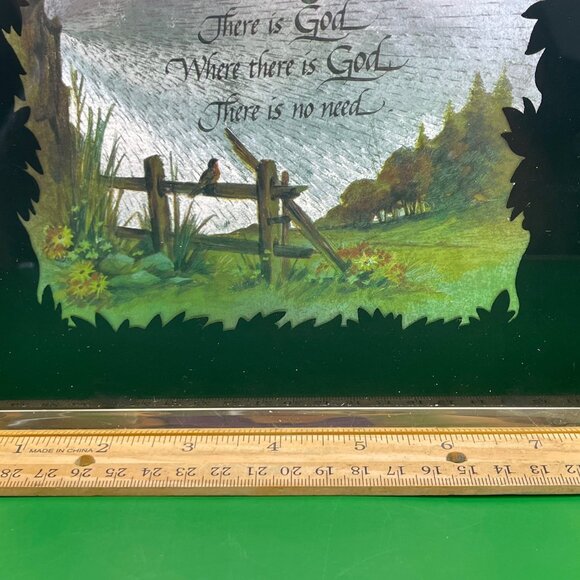 There is God
Where there is God
There is no need
1 MADE IN CHINA 2 3 4 5 6 7
28 27 26 25 24 23 22 21 20 19 18 17 16 15 14 13 12